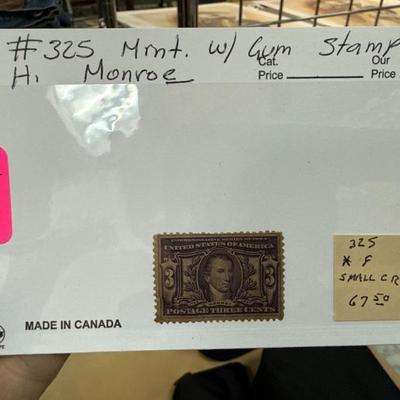 #325 Mint. w/ Gum Stamp
H. Monroe
Cat. Price
Our Price
COMMEMORATIVE SERIES OF 1904
UNITED STATES OF AMERICA
3 3
MONROE
POSTAGE THREE CENTS
325
* F
SMALL CR
67 50
MADE IN CANADA